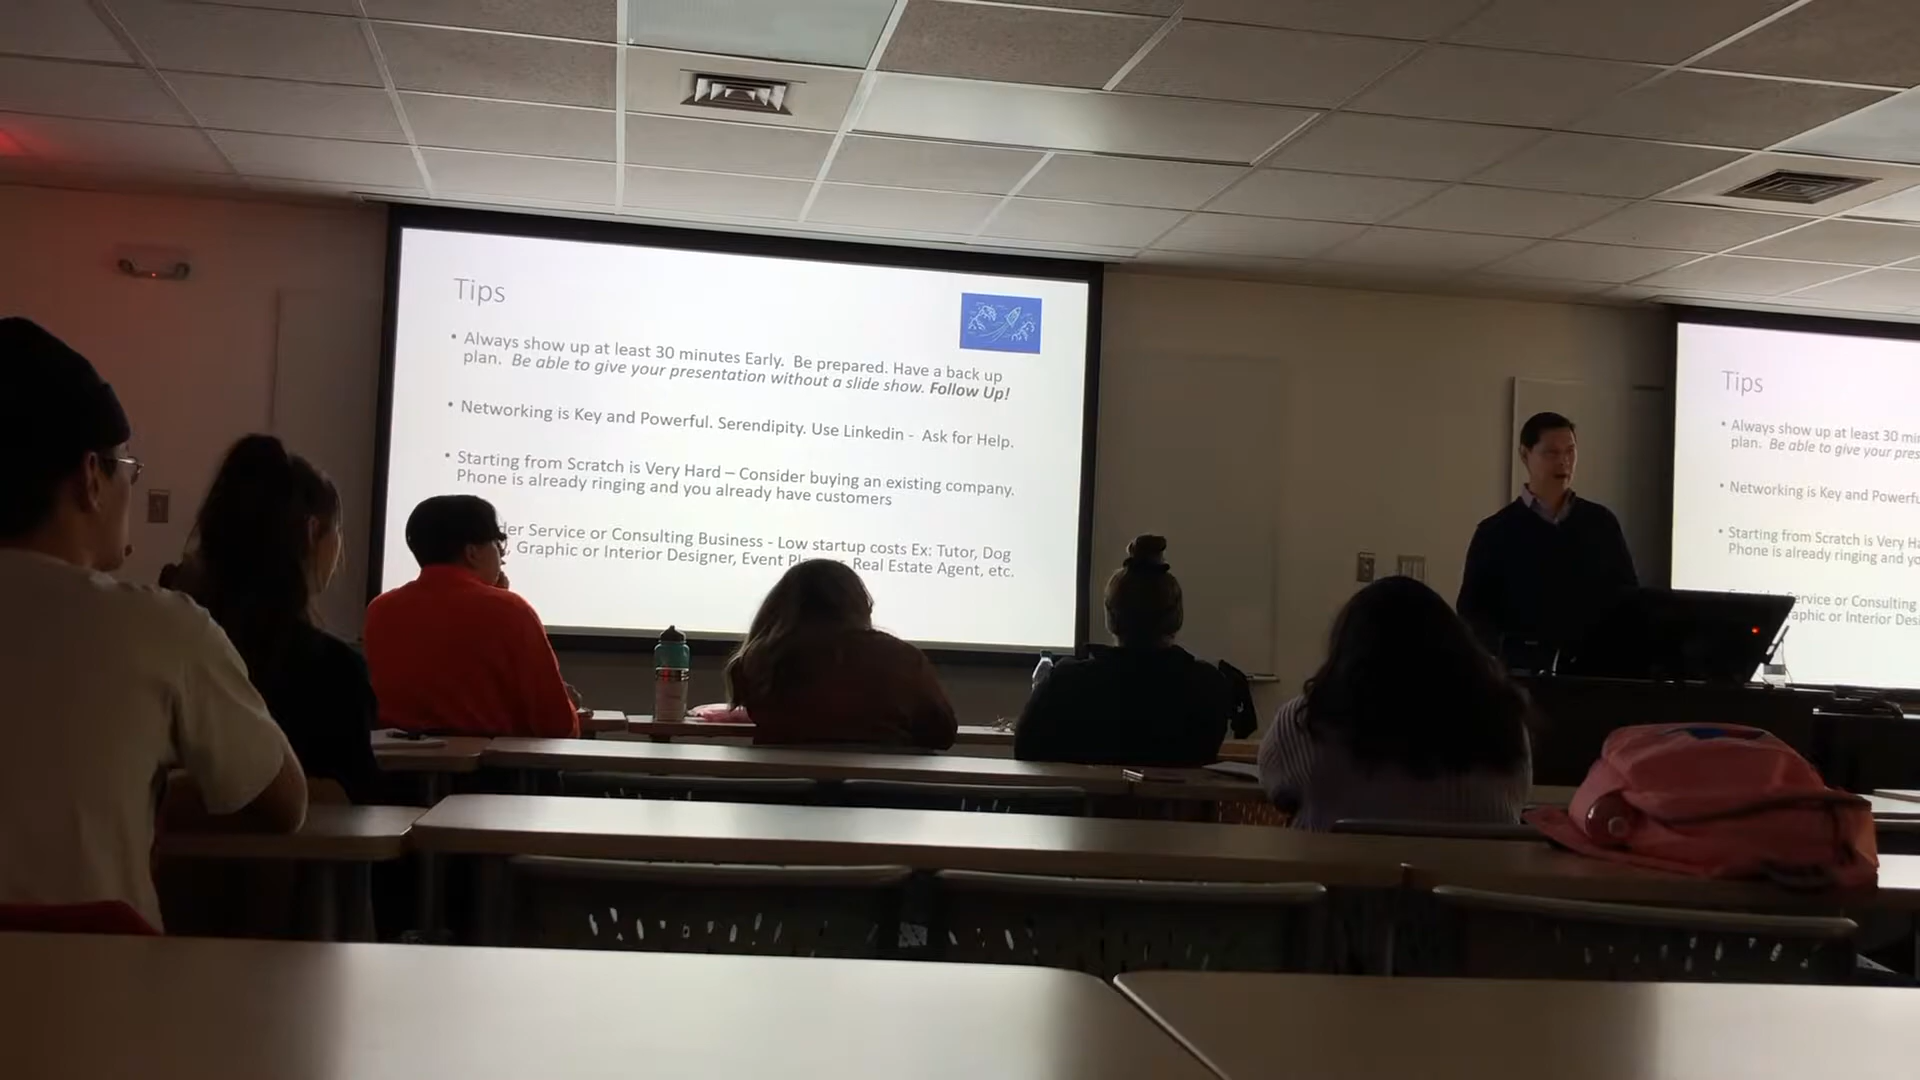 Tips
• Always show up at least 30 minutes Early. Be prepared. Have a back up
plan. Be able to give your presentation without a slide show. Follow Up!
• Networking is Key and Powerful. Serendipity. Use Linkedin - Ask for Help.
• Starting from Scratch is Very Hard – Consider buying an existing company.
Phone is already ringing and you already have customers
Service or Consulting Business - Low startup costs Ex: Tutor, Dog
, Graphic or Interior Designer, Event Real Estate Agent, etc.
Tips
• Always show up at least 30
plan. Be able to give your
• Networking is Key and
• Starting from Scratch is Very
Phone is already ringing and
Service or Consulting
or Interior